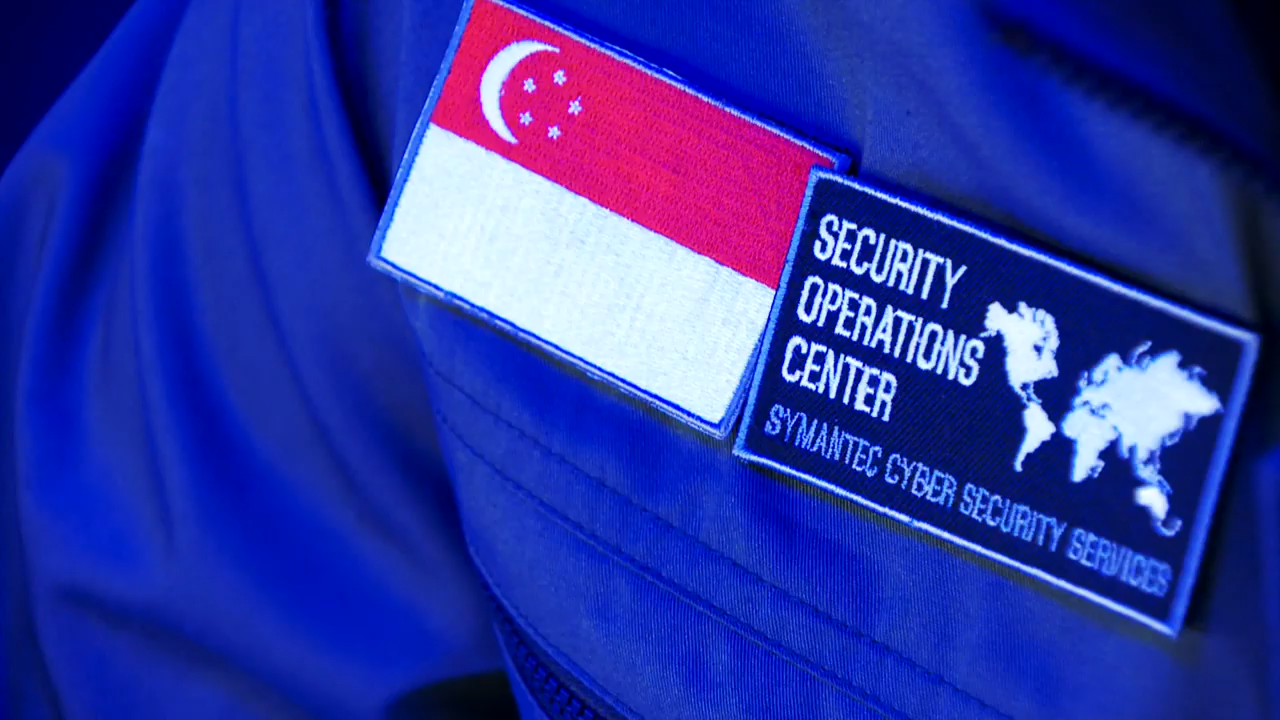 SECURITY
OPERATIONS
CENTER
SYMANTEC CYBER SECURITY SERVICES